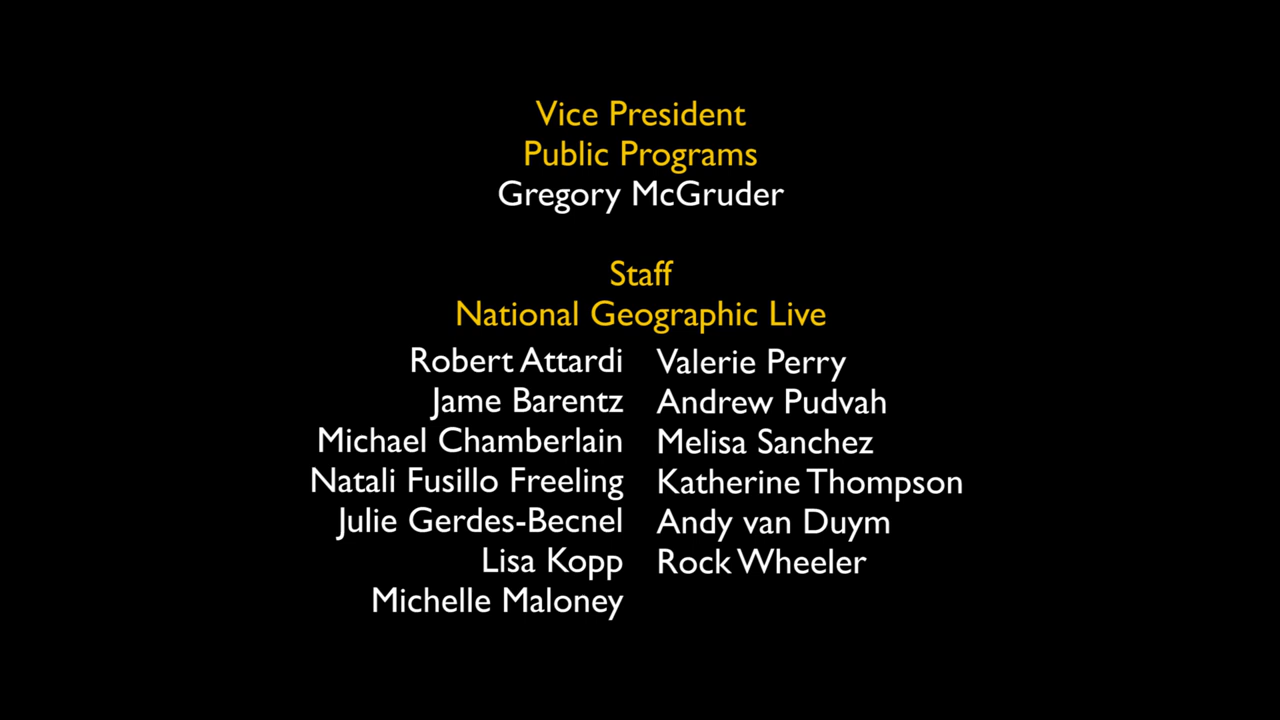 Vice President
Public Programs
Gregory McGruder
Staff
National Geographic Live
Robert Attardi
Jame Barentz
Michael Chamberlain
Natali Fusillo Freeling
Julie Gerdes-Becnel
Lisa Kopp
Michelle Maloney
Valerie Perry
Andrew Pudvah
Melisa Sanchez
Katherine Thompson
Andy van Duym
Rock Wheeler